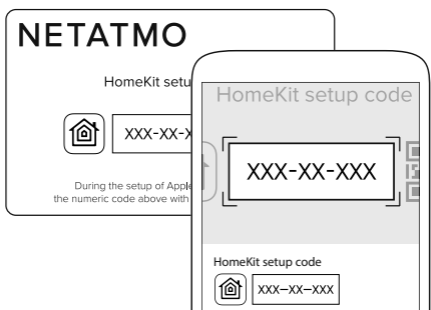 NETATMO
HomeKit setu
XXX-XX-X
During the setup of Apple
the numeric code above with
HomeKit setup code
XXX-XX-XXX
HomeKit setup code
XXX–XX–XXX